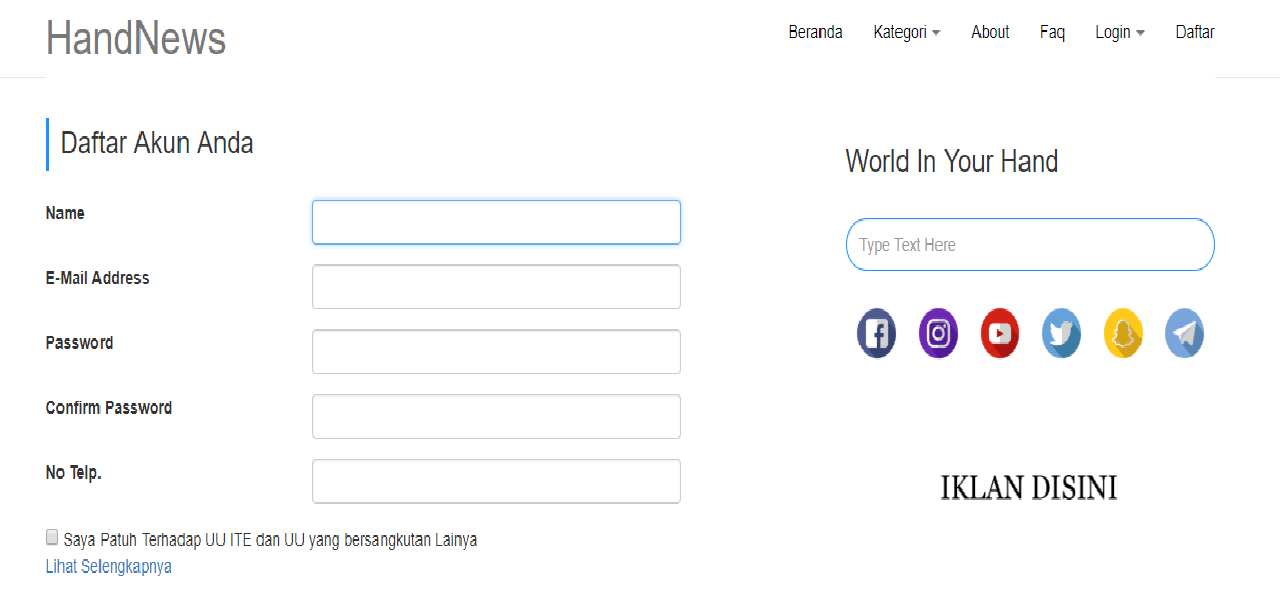 HandNews
Beranda Kategori About Faq Login Daftar
Daftar Akun Anda
Name
E-Mail Address
Password
Confirm Password
No Telp.
Saya Patuh Terhadap UU ITE dan UU yang bersangkutan Lainya
Lihat Selengkapnya
World In Your Hand
Type Text Here
IKLAN DISINI